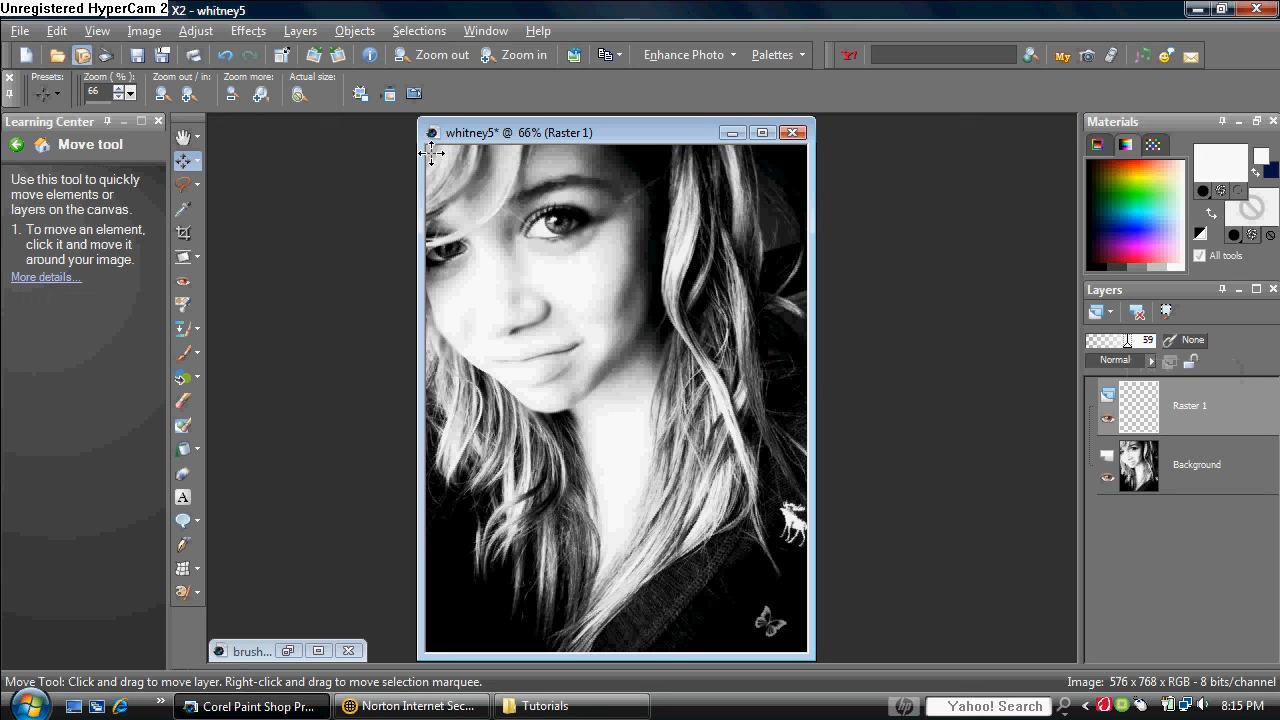 Unregistered HyperCam 2 X2 - whitney5
File Edit View Image Adjust Effects Layers Objects Selections Window Help
Zoom out Zoom in Enhance Photo Palettes My
Presets: Zoom ( % ): Zoom out / in: Zoom more: Actual size:
66
Learning Center
Move tool
Use this tool to quickly
move elements or
layers on the canvas.
1. To move an element,
click it and move it
around your image.
More details...
A
whitney5* @ 66% (Raster 1)
brush...
Materials
All tools
Layers
59 None
Normal
Raster 1
Background
Move Tool: Click and drag to move layer. Right-click and drag to move selection marquee.
Image: 576 x 768 x RGB - 8 bits/channel
Corel Paint Shop Pr...
Norton Internet Sec...
Tutorials
hp
Yahoo! Search
8:15 PM